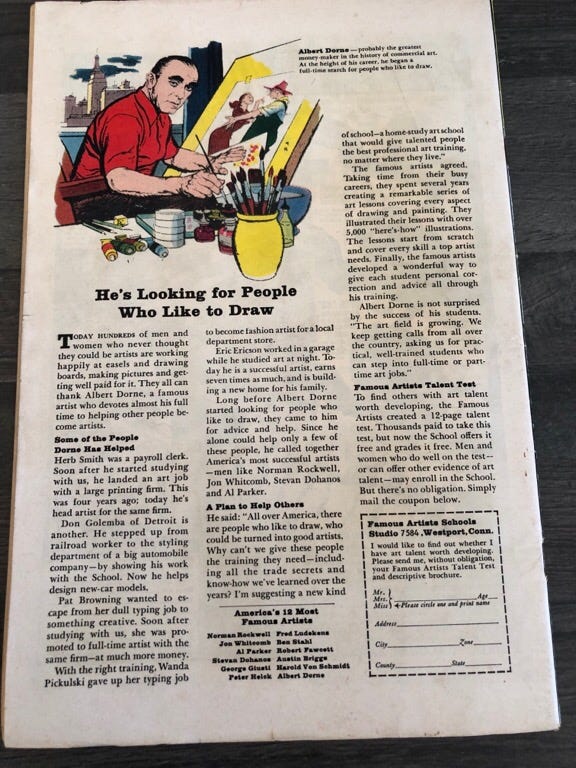 Albert Dorne — probably the greatest
money-maker in the history of commercial art.
At the height of his career, he began a
full-time search for people who like to draw.
He's Looking for People
Who Like to Draw
TODAY HUNDREDS of men and
women who never thought
they could be artists are working
happily at easels and drawing
boards, making pictures and get-
ting well paid for it. They all can
thank Albert Dorne, a famous
artist who devotes almost his full
time to helping other people be-
come artists.
Some of the People
Dorne Has Helped
Herb Smith was a payroll clerk.
Soon after he started studying
with us, he landed an art job
with a large printing firm. This
was four years ago; today he's
head artist for the same firm.
Don Golemba of Detroit is
another. He stepped up from
railroad worker to the styling
department of a big automobile
company—by showing his work
with the School. Now he helps
design new-car models.
Pat Browning wanted to es-
cape from her dull typing job to
something creative. Soon after
studying with us, she was pro-
moted to full-time artist with the
same firm—at much more money.
With the right training, Wanda
Pickulski gave up her typing job
to become fashion artist for a local
department store.
Eric Ericson worked in a garage
while he studied art at night. To-
day he is a successful artist, earns
seven times as much, and is build-
ing a new home for his family.
Long before Albert Dorne
started looking for people who
like to draw, they came to him
for advice and help. Since he
alone could help only a few of
these people, he called together
America's most successful artists
—men like Norman Rockwell,
Jon Whitcomb, Stevan Dohanos
and Al Parker.
A Plan to Help Others
He said: "All over America, there
are people who like to draw, who
could be turned into good artists.
Why can't we give these people
the training they need—includ-
ing all the trade secrets and
know-how we've learned over the
years? I'm suggesting a new kind
America's 12 Most
Famous Artists
Norman Rockwell Fred Ludekens
Jon Whitcomb Ben Stahl
Al Parker Robert Fawcett
Stevan Dohanos Austin Briggs
George Giusti Harold Von Schmidt
Peter Helck Albert Dorne
of school—a home-study art school
that would give talented people
the best professional art training,
no matter where they live."
The famous artists agreed.
Taking time from their busy
careers, they spent several years
creating a remarkable series of
art lessons covering every aspect
of drawing and painting. They
illustrated their lessons with over
5,000 "here's-how" illustrations.
The lessons start from scratch
and cover every skill a top artist
needs. Finally, the famous artists
developed a wonderful way to
give each student personal cor-
rection and advice all through
his training.
Albert Dorne is not surprised
by the success of his students.
"The art field is growing. We
keep getting calls from all over
the country, asking us for prac-
tical, well-trained students who
can step into full-time or part-
time art jobs."
Famous Artists Talent Test
To find others with art talent
worth developing, the Famous
Artists created a 12-page talent
test. Thousands paid to take this
test, but now the School offers it
free and grades it free. Men and
women who do well on the test—
or can offer other evidence of art
talent—may enroll in the School.
But there's no obligation. Simply
mail the coupon below.
Famous Artists Schools
Studio 7584, Westport, Conn.
I would like to find out whether I
have art talent worth developing.
Please send me, without obligation,
your Famous Artists Talent Test
and descriptive brochure.
Mr.
Mrs. Age
Miss Please circle one and print name
Address
City Zone
County State